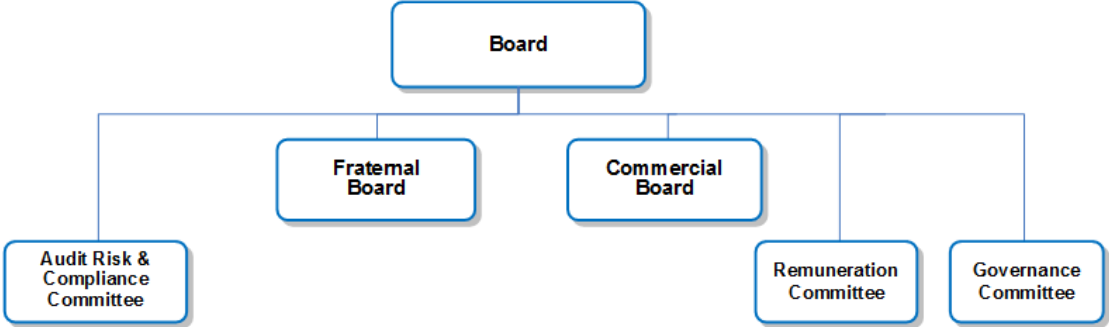 Board
Fraternal
Board
Commercial
Board
Audit Risk &
Compliance
Committee
Remuneration
Committee
Governance
Committee